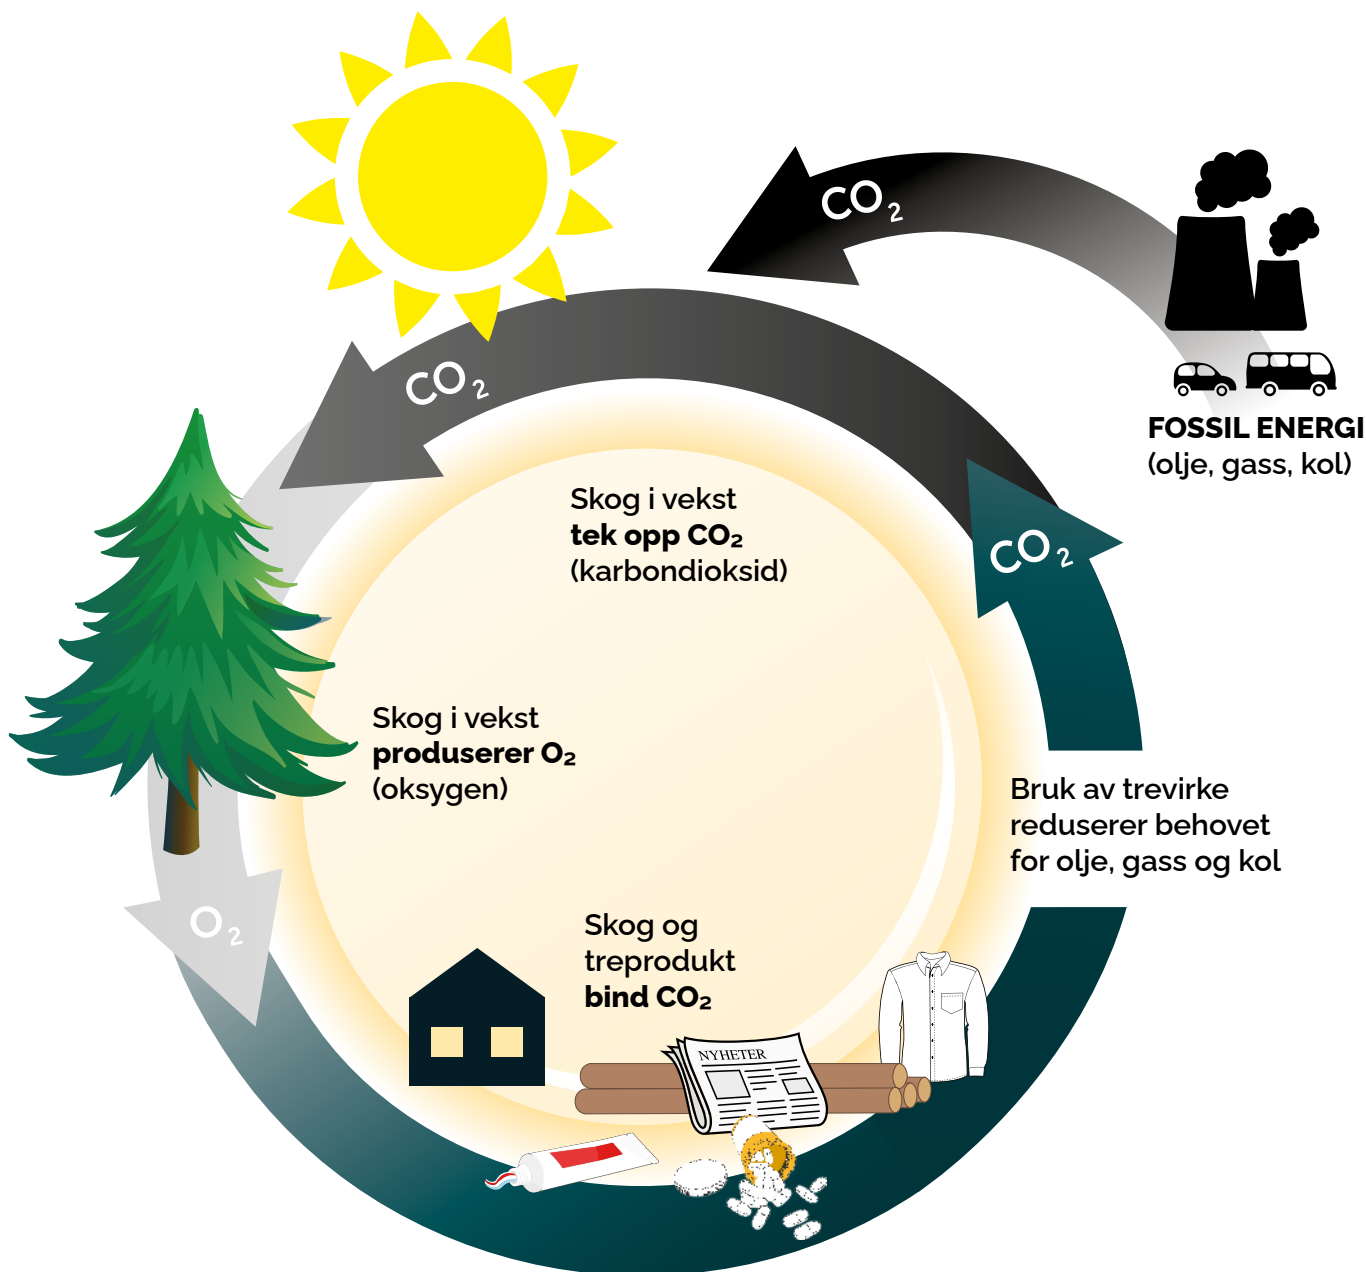 CO₂
CO₂
FOSSIL ENERGI
(olje, gass, kol)
Skog i vekst
tek opp CO₂
(karbondioksid)
CO₂
Skog i vekst
produserer O₂
(oksygen)
Bruk av trevirke
reduserer behovet
for olje, gass og kol
O₂
Skog og
treprodukt
bind CO₂
NYHETER